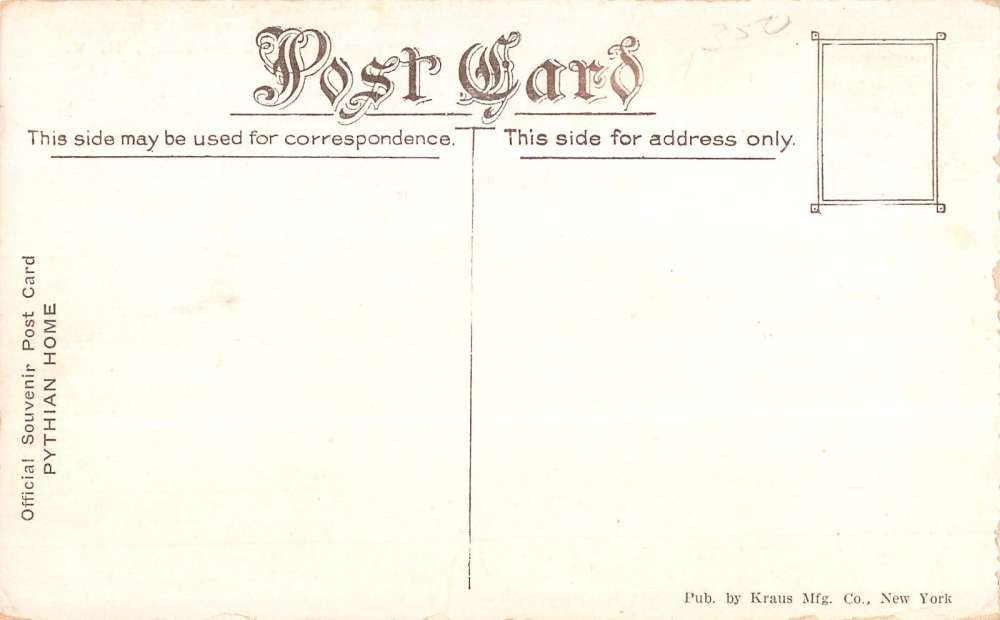 350
Post Card
This side may be used for correspondence.
This side for address only.
Official Souvenir Post Card
PYTHIAN HOME
Pub. by Kraus Mfg. Co., New York